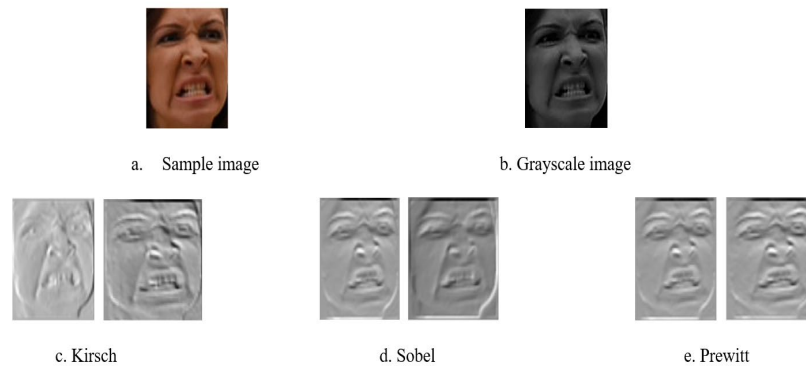 a. Sample image
b. Grayscale image
c. Kirsch
d. Sobel
e. Prewitt